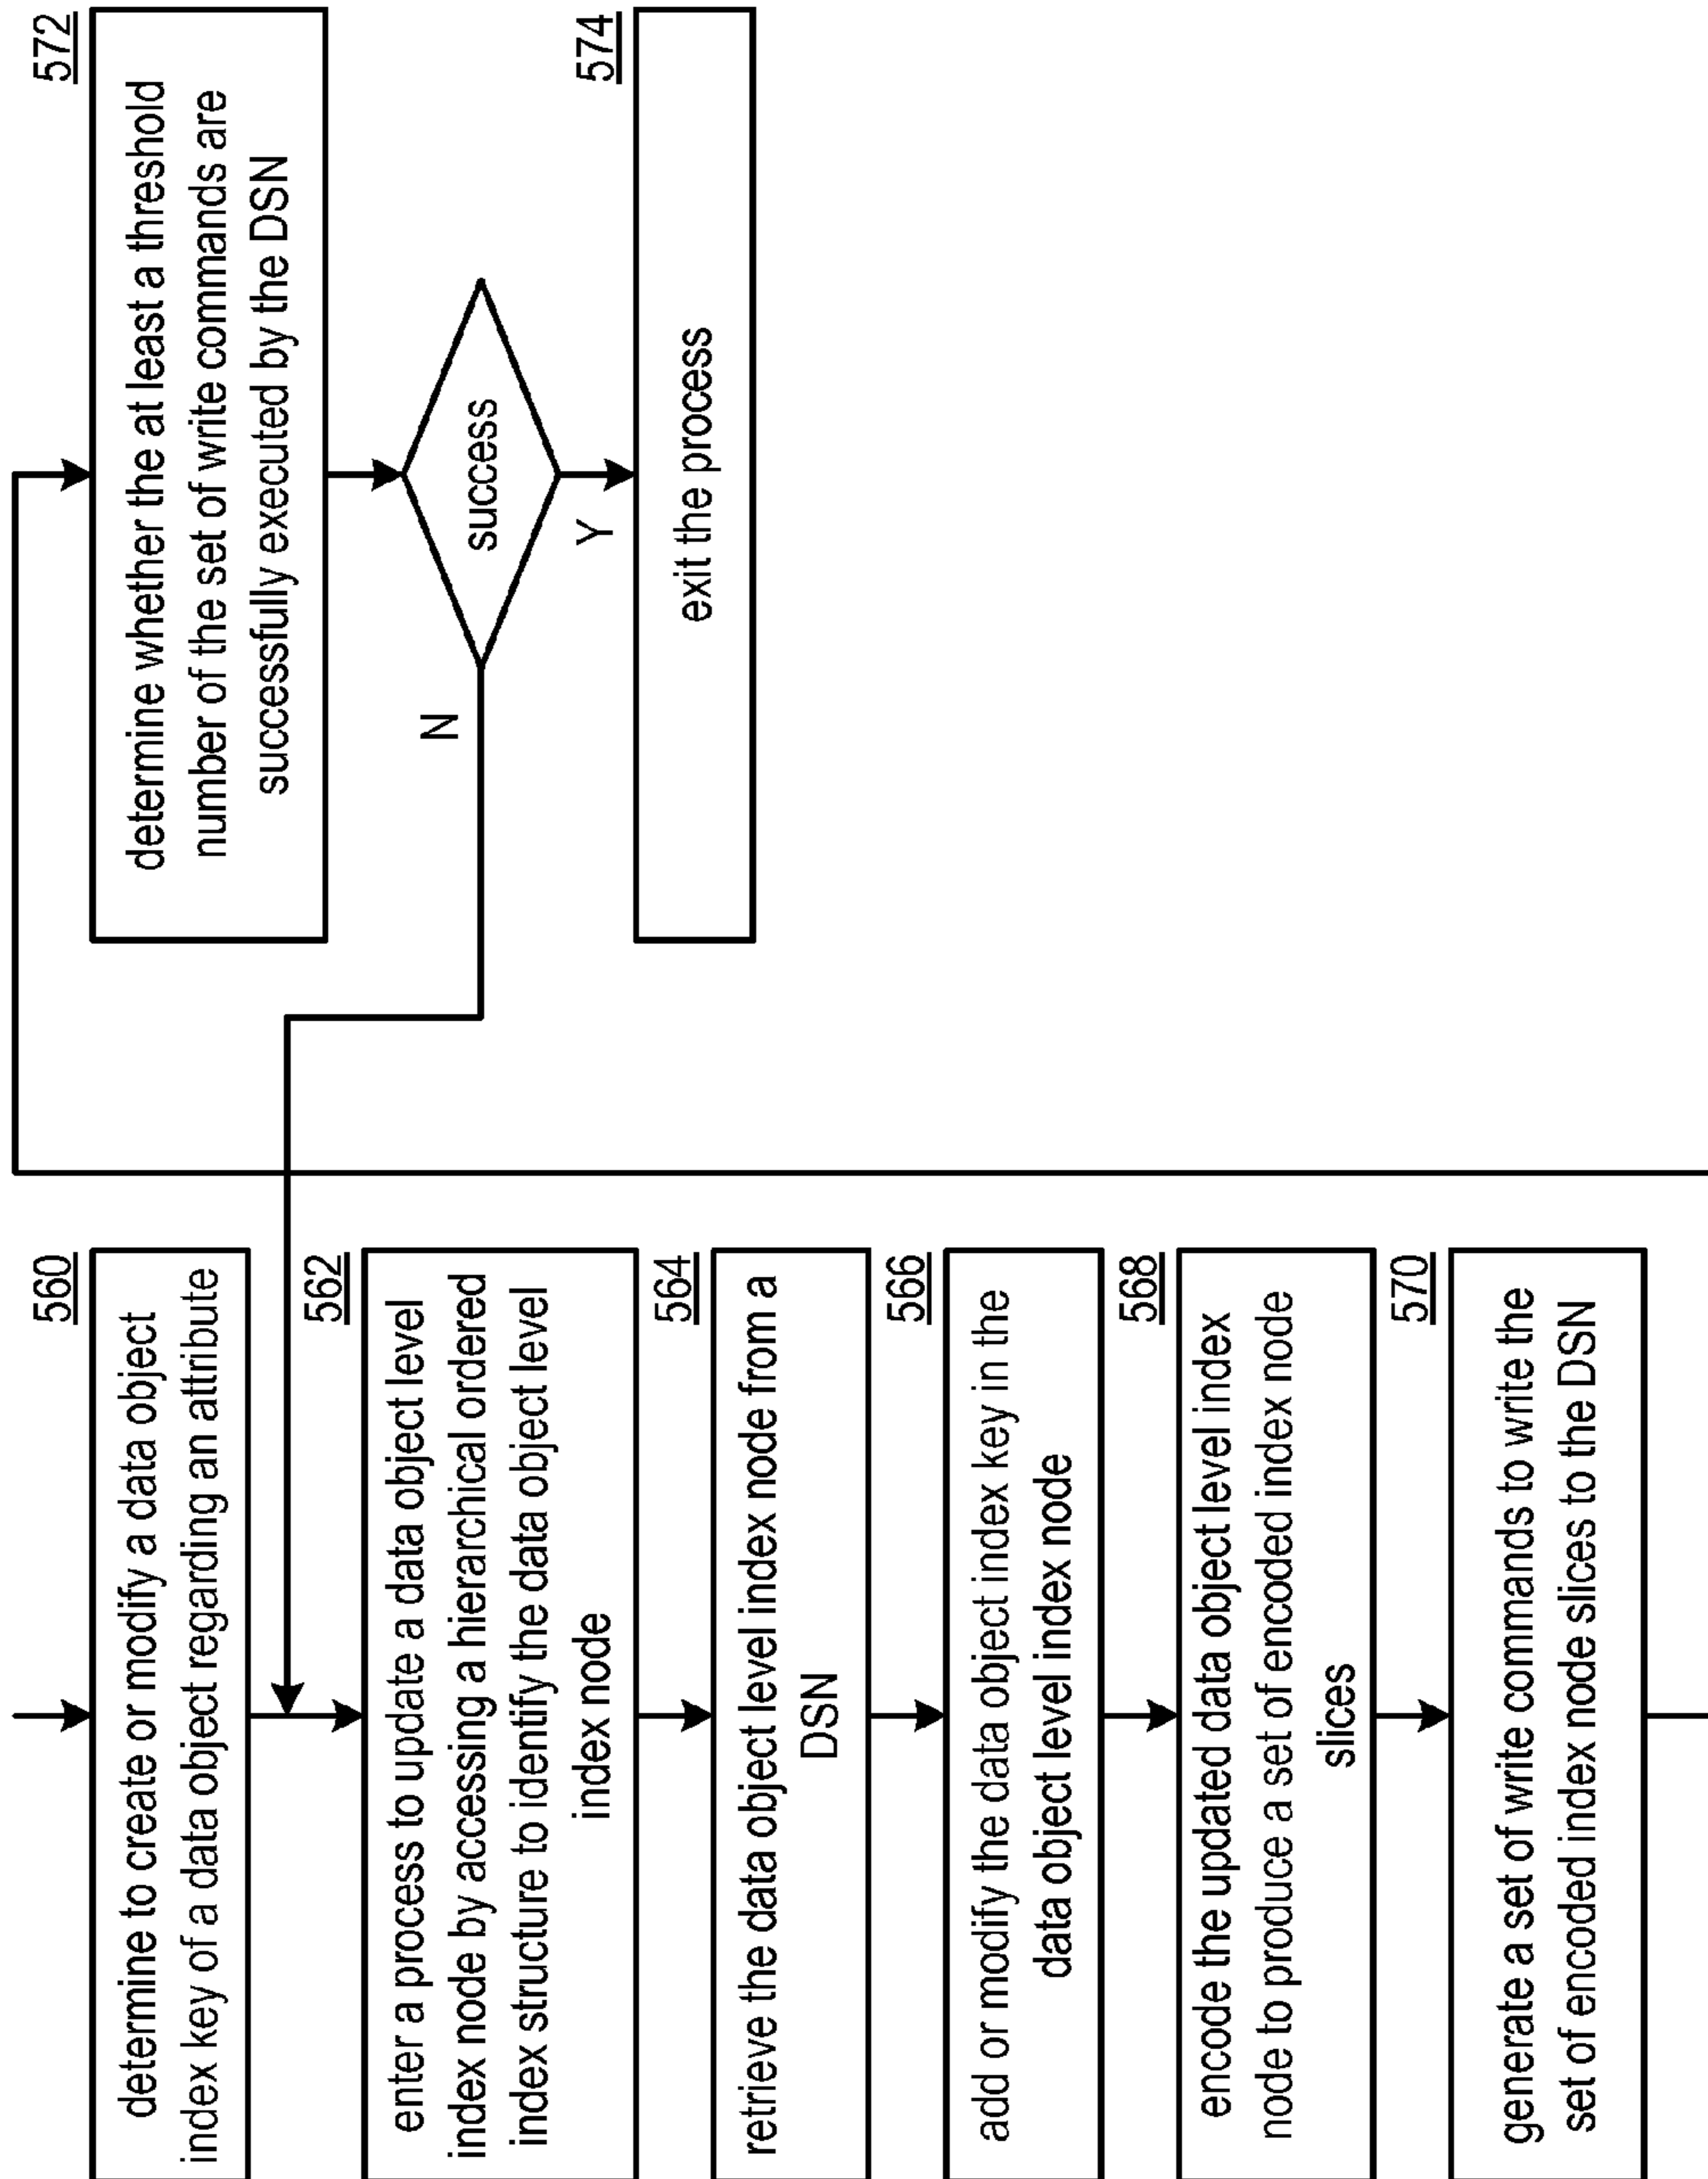 560
determine to create or modify a data object
index key of a data object regarding an attribute
562
enter a process to update a data object level
index node by accessing a hierarchical ordered
index structure to identify the data object level
index node
564
retrieve the data object level index node from a
DSN
566
add or modify the data object index key in the
data object level index node
568
encode the updated data object level index
node to produce a set of encoded index node
slices
570
generate a set of write commands to write the
set of encoded index node slices to the DSN
572
determine whether the at least a threshold
number of the set of write commands are
successfully executed by the DSN
success
N
Y
574
exit the process